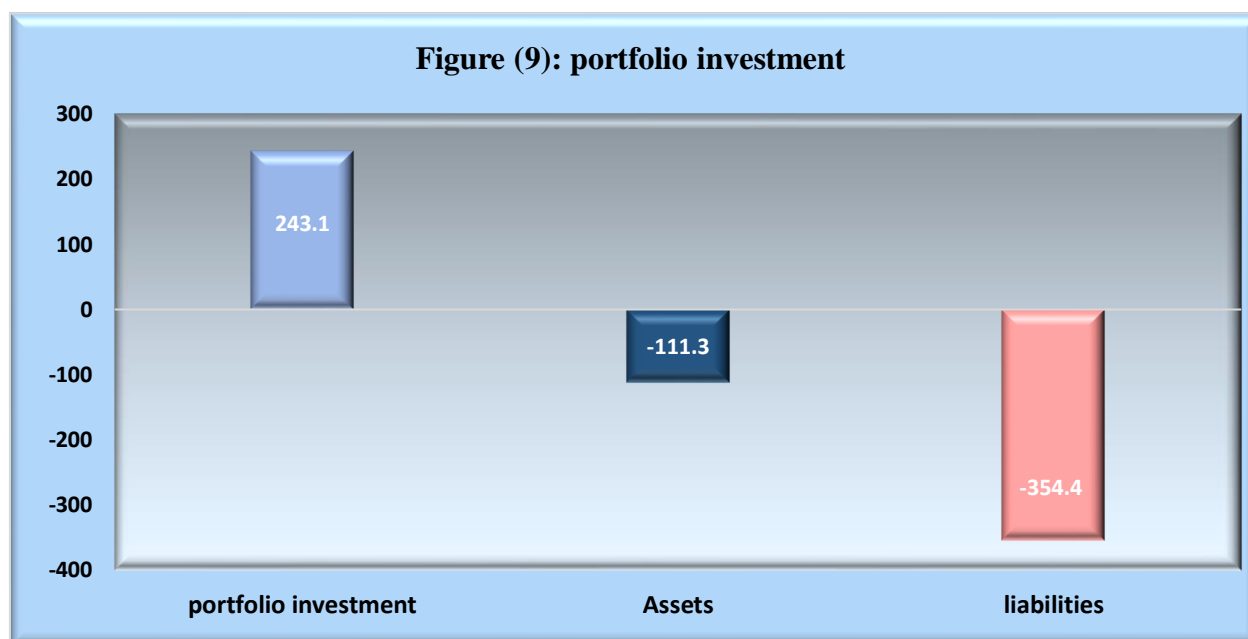 Figure (9): portfolio investment
300
200
100
0
-100
-200
-300
-400
243.1
-111.3
-354.4
portfolio investment
Assets
liabilities